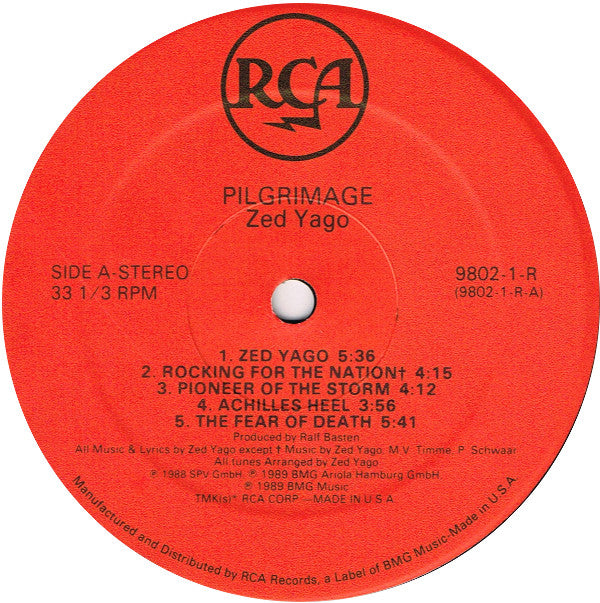 RCA
PILGRIMAGE
Zed Yago
SIDE A-STEREO
33 1/3 RPM
9802-1-R
(9802-1-R-A)
1. ZED YAGO 5:36
2. ROCKING FOR THE NATION† 4:15
3. PIONEER OF THE STORM 4:12
4. ACHILLES HEEL 3:56
5. THE FEAR OF DEATH 5:41
Produced by Ralf Basten
All Music & Lyrics by Zed Yago except † Music by Zed Yago, M.V. Timme, P. Schwaar
All tunes Arranged by Zed Yago
℗ 1988 SPV GmbH, ℗ 1989 BMG Ariola Hamburg GmbH
℗ 1989 BMG Music
TMK(s)® RCA CORP.—MADE IN U.S.A.
Manufactured and Distributed by RCA Records, a Label of BMG Music-Made in U.S.A.